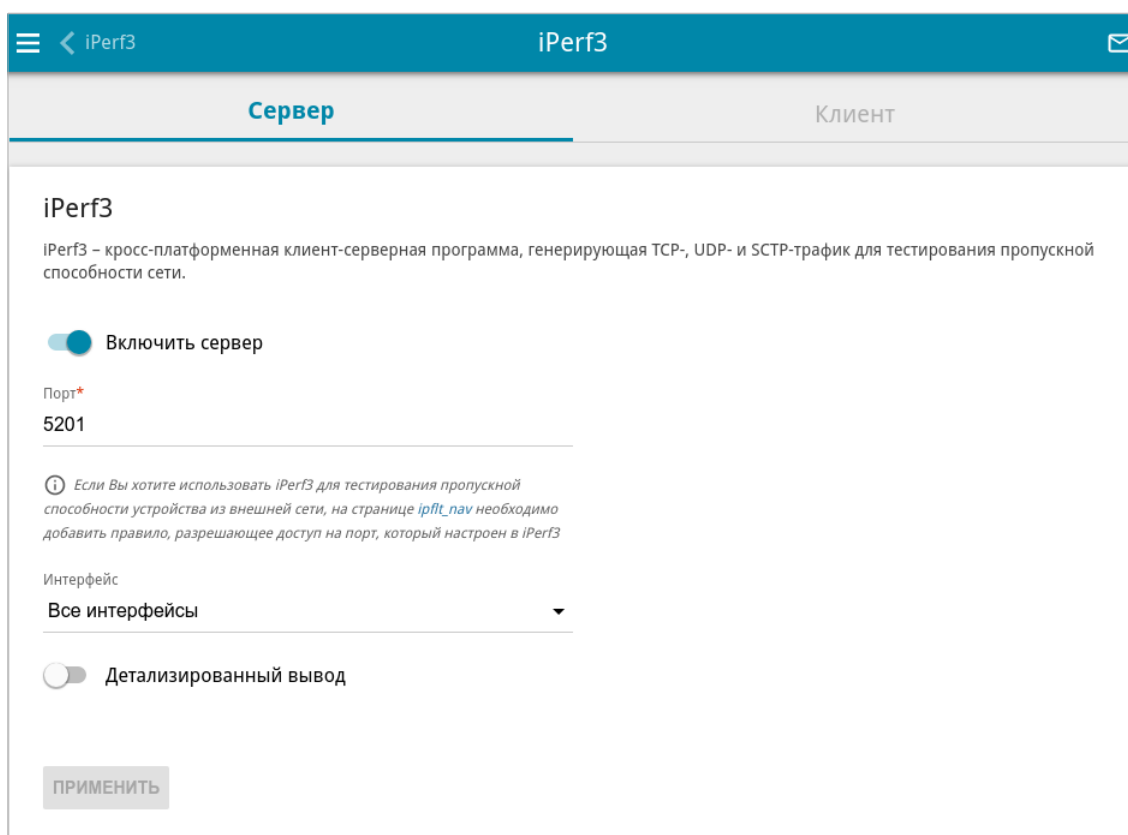 iPerf3
iPerf3
Сервер
Клиент
iPerf3
iPerf3 – кросс-платформенная клиент-серверная программа, генерирующая TCP-, UDP- и SCTP-трафик для тестирования пропускной
способности сети.
Включить сервер
Порт*
5201
Если Вы хотите использовать iPerf3 для тестирования пропускной
способности устройства из внешней сети, на странице ipflt_nav необходимо
добавить правило, разрешающее доступ на порт, который настроен в iPerf3
Интерфейс
Все интерфейсы
Детализированный вывод
ПРИМЕНИТЬ